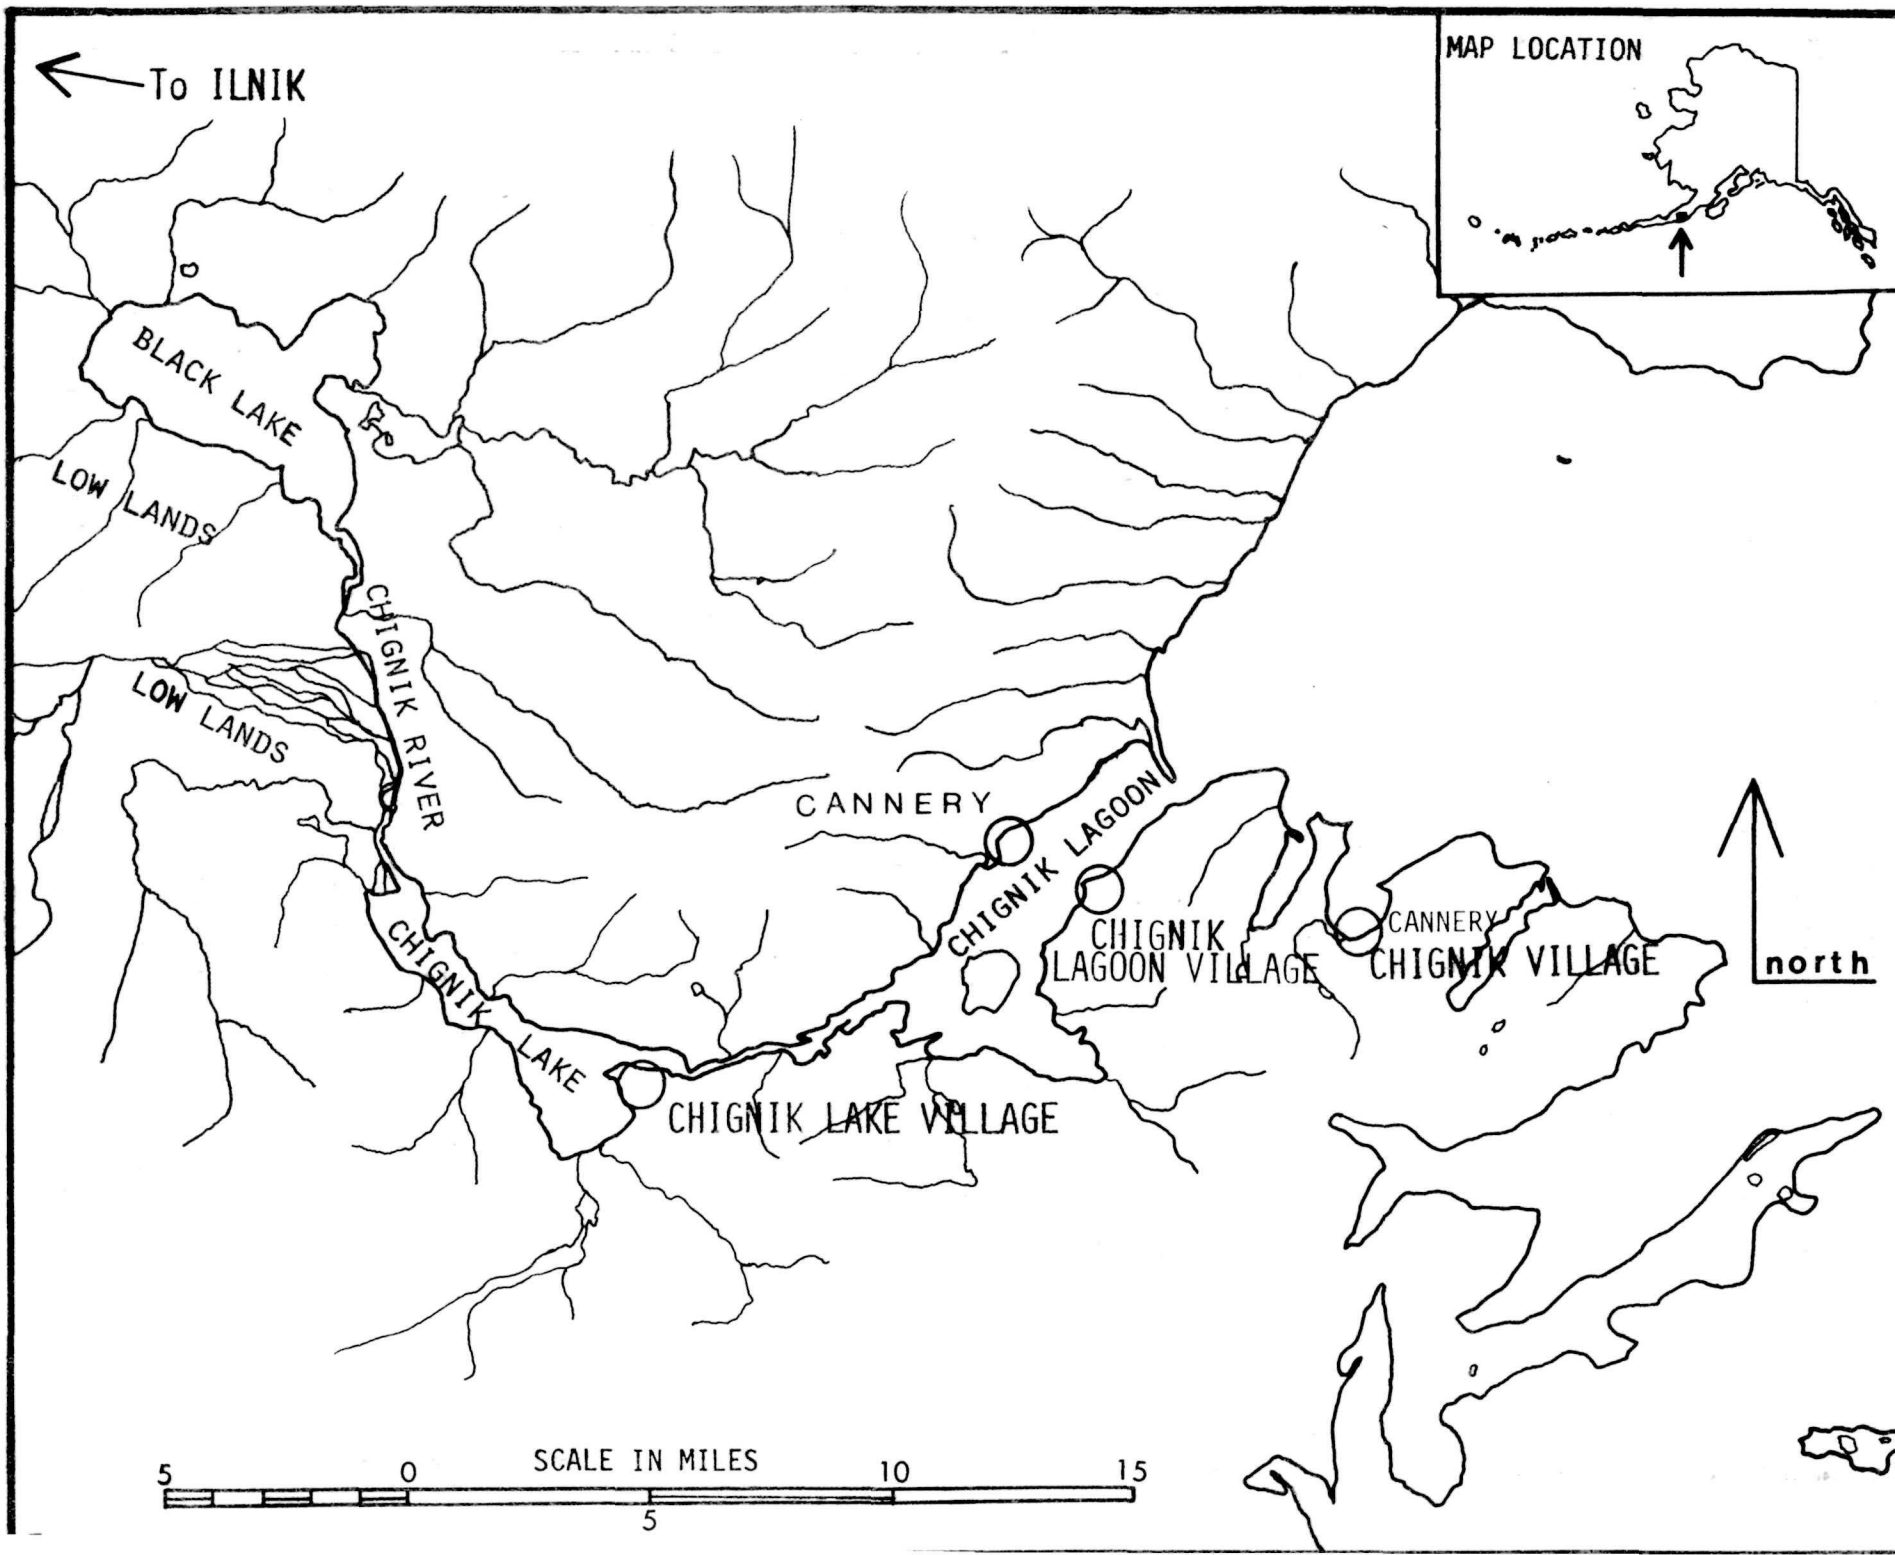 To ILNIK
MAP LOCATION
BLACK LAKE
LOW LANDS
CHIGNIK RIVER
LOW LANDS
CANNERY
CHIGNIK LAGOON
CHIGNIK
LAGOON VILLAGE
CANNERY
CHIGNIK VILLAGE
north
CHIGNIK LAKE
CHIGNIK LAKE VILLAGE
SCALE IN MILES
5 0 10 15
5